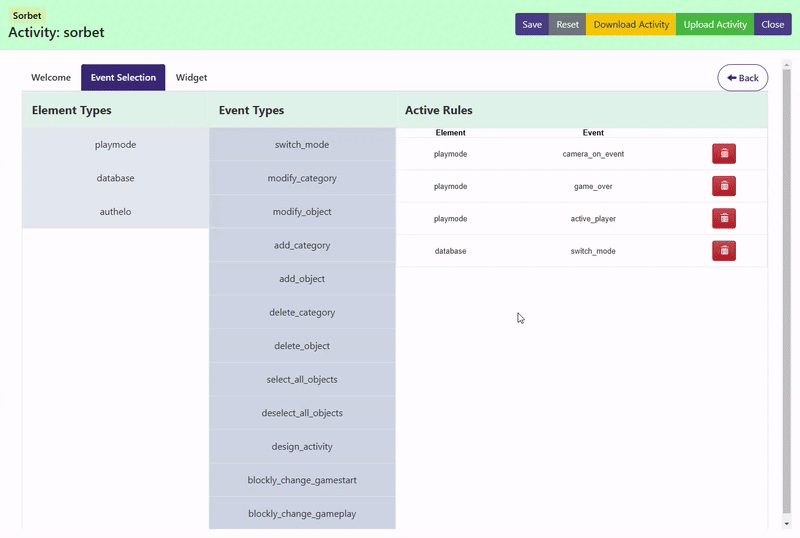 Sorbet
Activity: sorbet
Save Reset Download Activity Upload Activity Close
Welcome Event Selection Widget Back
Element Types Event Types Active Rules
Element Event
playmode
database
authelo
switch_mode
modify_category
modify_object
add_category
add_object
delete_category
delete_object
select_all_objects
deselect_all_objects
design_activity
blockly_change_gamestart
blockly_change_gameplay
playmode camera_on_event
playmode game_over
playmode active_player
database switch_mode